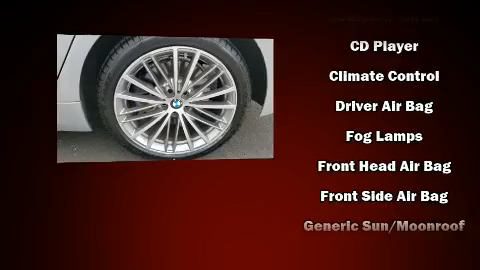 CD Player
Climate Control
Driver Air Bag
Fog Lamps
Front Head Air Bag
Front Side Air Bag
Generic Sun/Moonroof